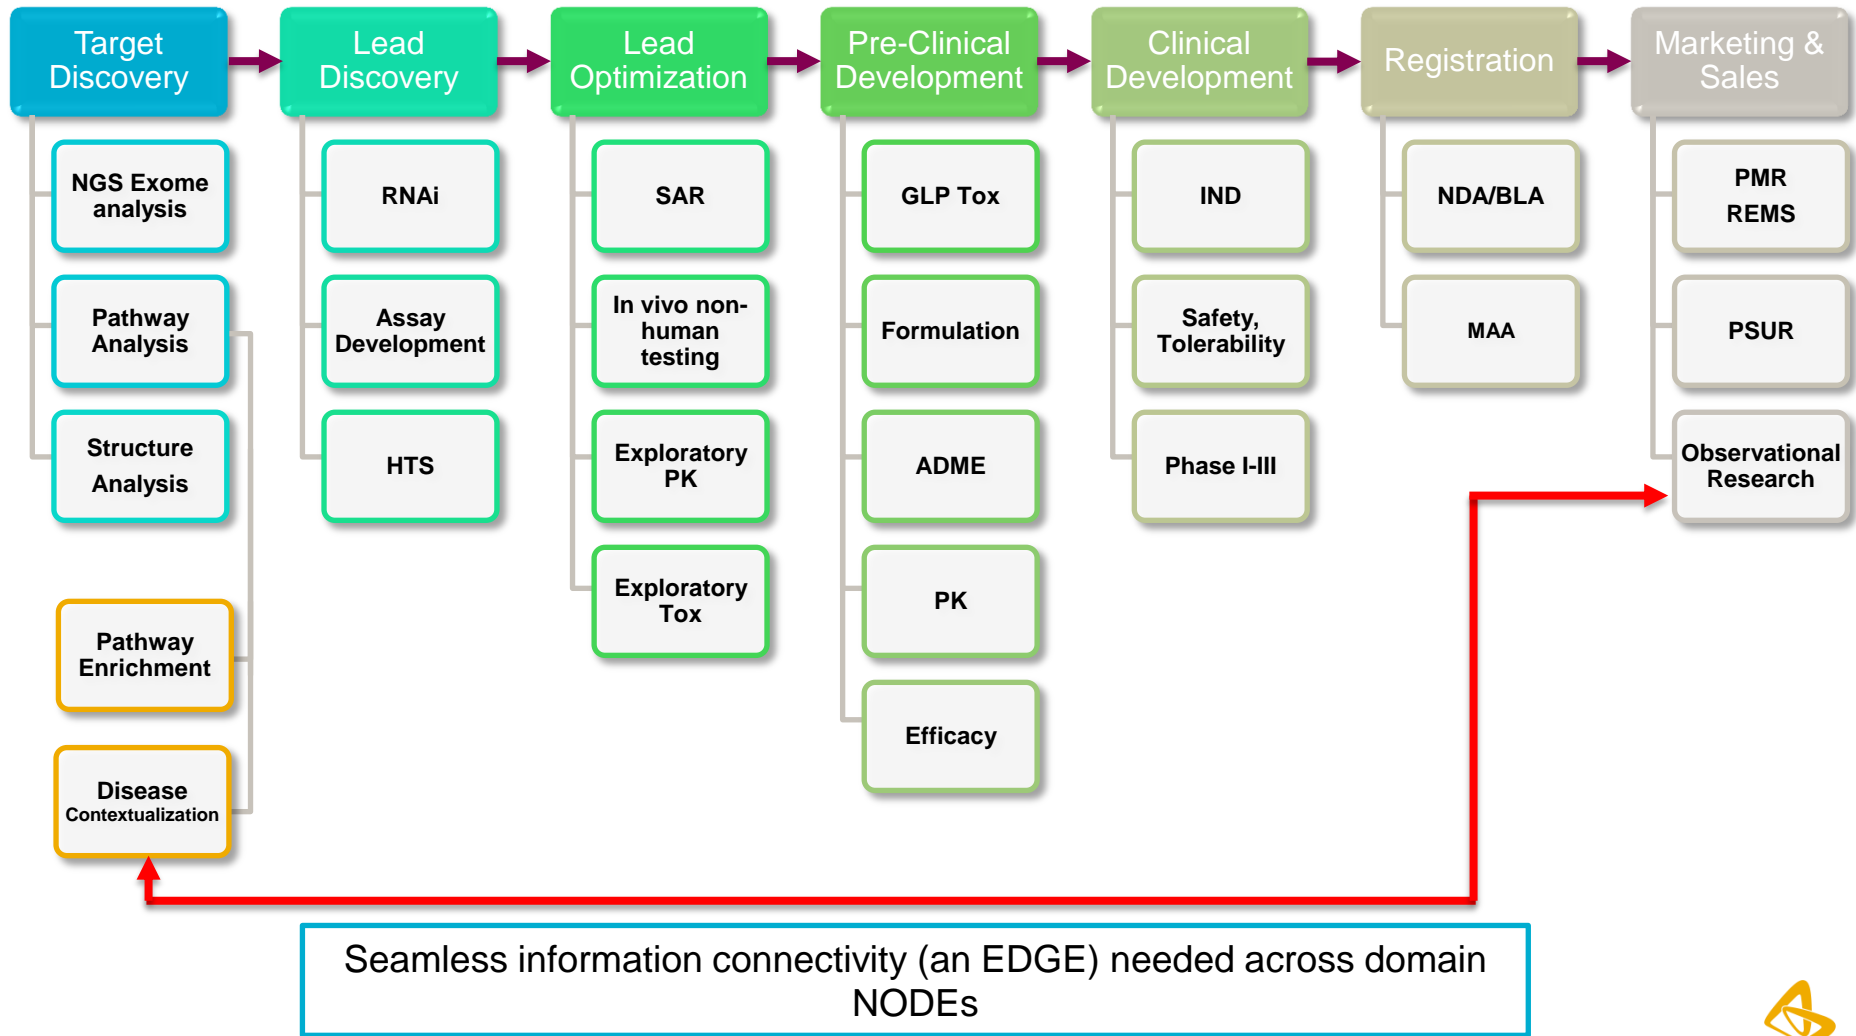 Target
Discovery
Lead
Discovery
Lead
Optimization
Pre-Clinical
Development
Clinical
Development
Registration
Marketing &
Sales
NGS Exome
analysis
Pathway
Analysis
Structure
Analysis
Pathway
Enrichment
Disease
Contextualization
RNAi
Assay
Development
HTS
SAR
In vivo non-
human
testing
Exploratory
PK
Exploratory
Tox
GLP Tox
Formulation
ADME
PK
Efficacy
IND
Safety,
Tolerability
Phase I-III
NDA/BLA
MAA
PMR
REMS
PSUR
Observational
Research
Seamless information connectivity (an EDGE) needed across domain
NODEs